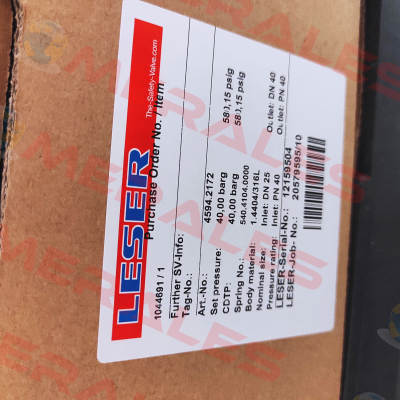 LESER
The-Safety-Valve.com
Purchase Order No. / Item
1044691 / 1
Further SV-Info:
Tag-No.:
Art.-No.: 4594.2172
Set pressure: 40,00 barg 580,15 psig
CDTP: 40,00 barg 580,15 psig
Spring No.: 540.4104.0000
Body material: 1.4404/316L
Nominal size: Inlet: DN 25 Outlet: DN 40
Pressure rating: Inlet: PN 40 Outlet: PN 40
LESER-Serial-No.: 12159504
LESER-Job- No.: 20579595/10